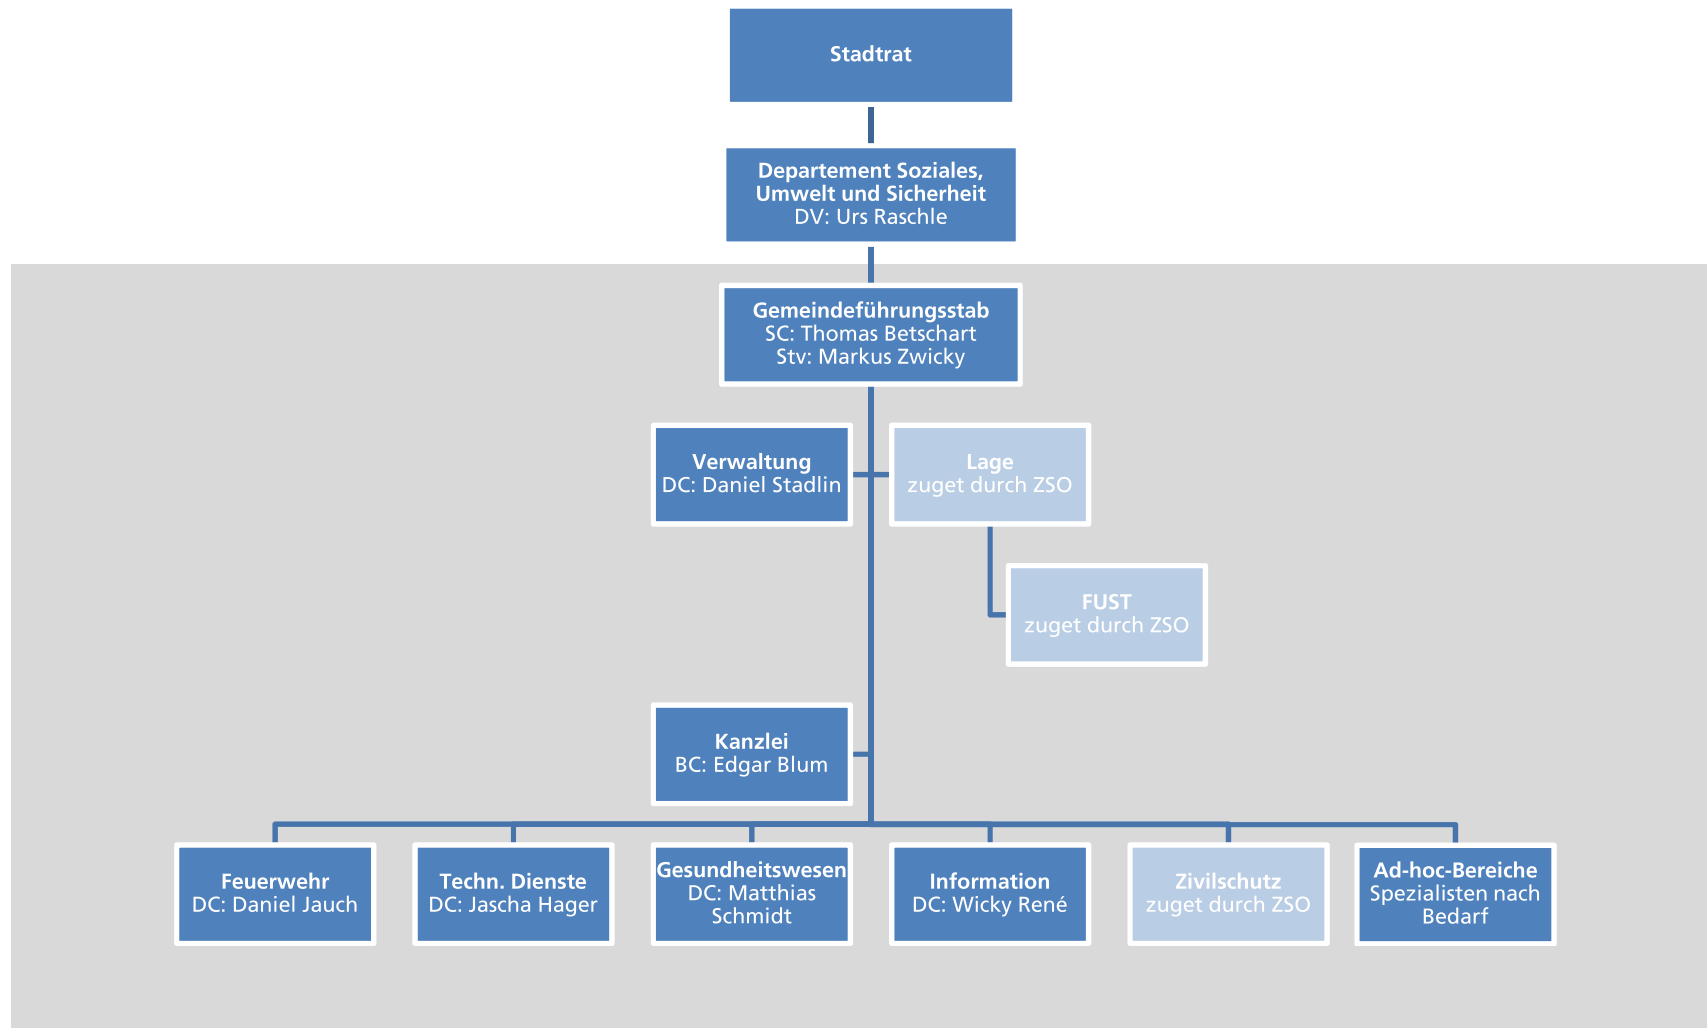 Stadtrat
Departement Soziales,
Umwelt und Sicherheit
DV: Urs Raschle
Gemeindeführungsstab
SC: Thomas Betschart
Stv: Markus Zwicky
Verwaltung
DC: Daniel Stadlin
Lage
zuget durch ZSO
FUST
zuget durch ZSO
Kanzlei
BC: Edgar Blum
Feuerwehr
DC: Daniel Jauch
Techn. Dienste
DC: Jascha Hager
Gesundheitswesen
DC: Matthias
Schmidt
Information
DC: Wicky René
Zivilschutz
zuget durch ZSO
Ad-hoc-Bereiche
Spezialisten nach
Bedarf